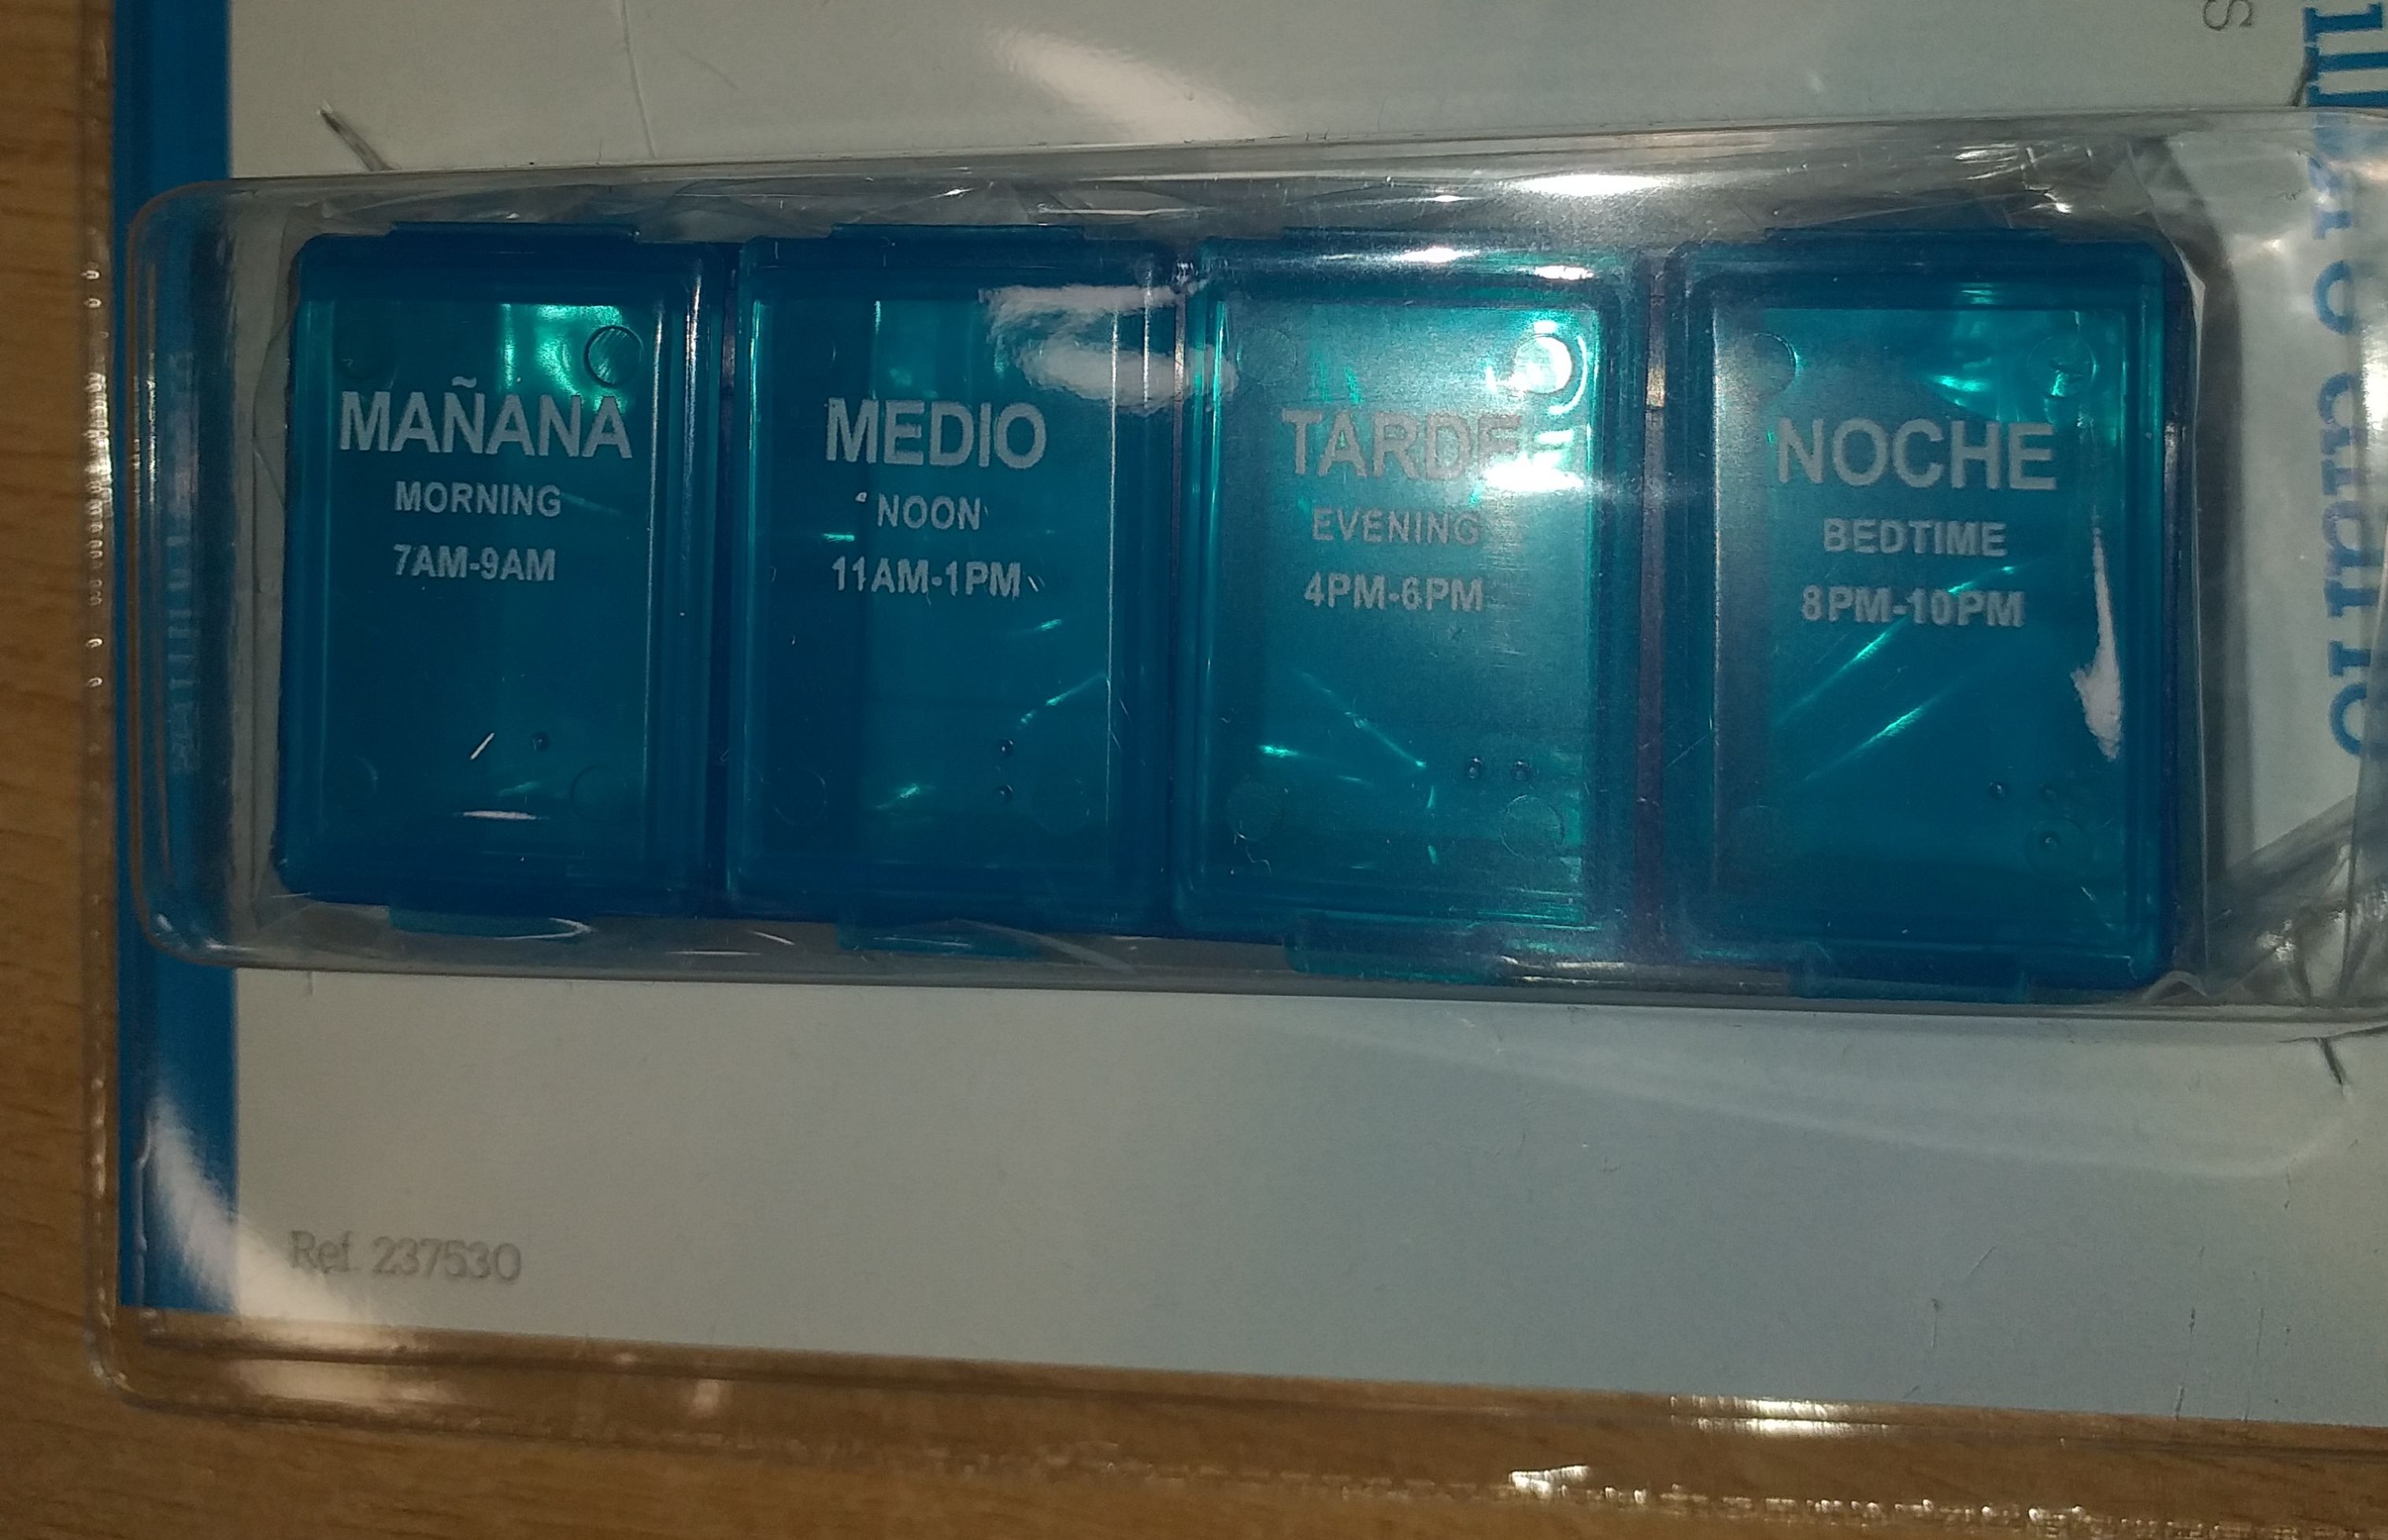 MAÑANA
MORNING
7AM-9AM
MEDIO
NOON
11AM-1PM
TARDE
EVENING
4PM-6PM
NOCHE
BEDTIME
8PM-10PM
Ref. 237530